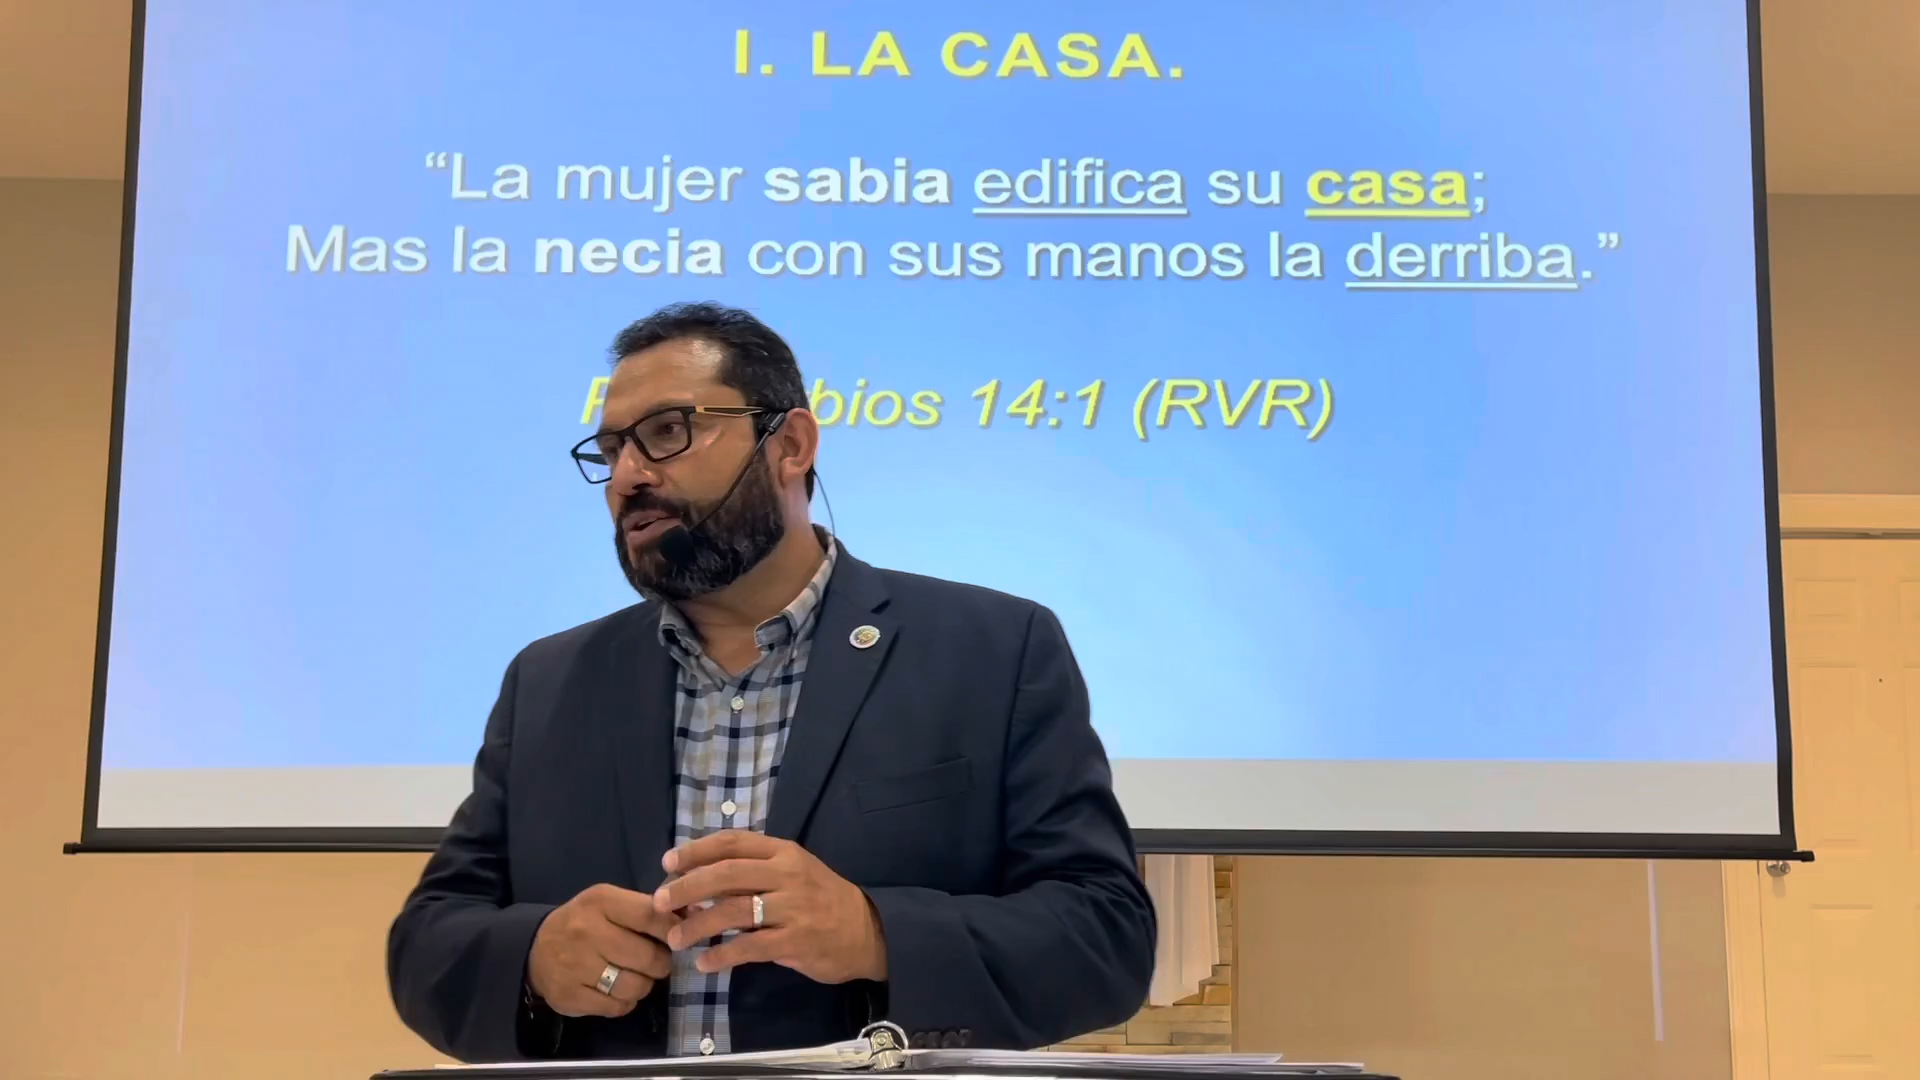 I. LA CASA.
“La mujer sabia edifica su casa;
Mas la necia con sus manos la derriba.”
bios 14:1 (RVR)